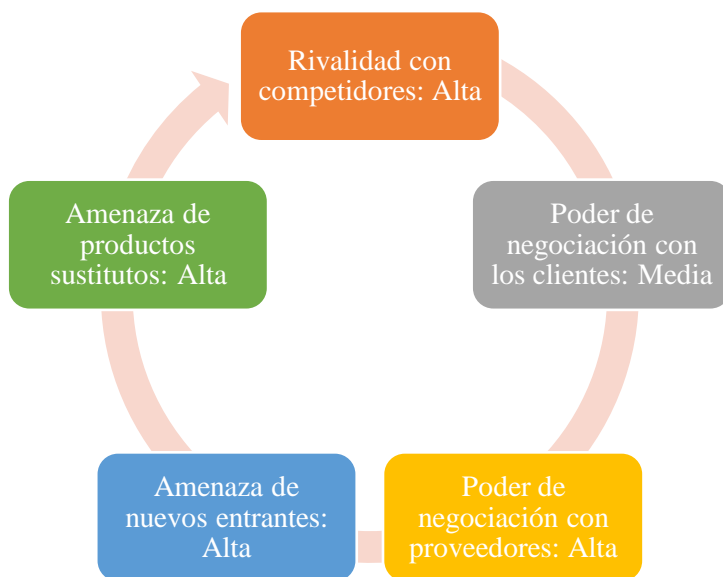 Rivalidad con
competidores: Alta
Poder de
negociación con
los clientes: Media
Poder de
negociación con
proveedores: Alta
Amenaza de
nuevos entrantes:
Alta
Amenaza de
productos
sustitutos: Alta